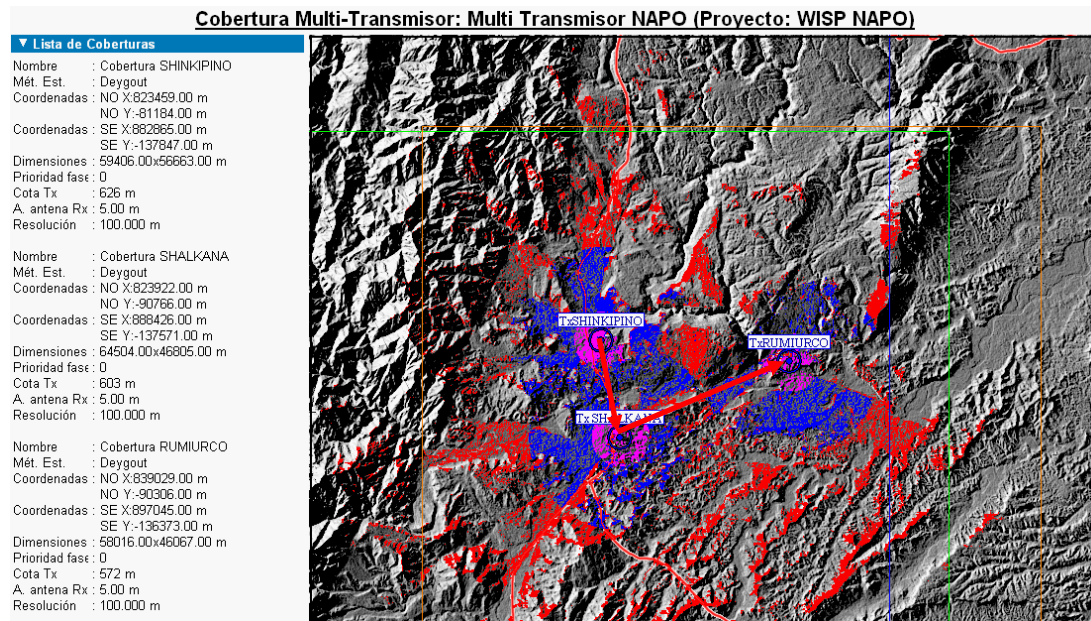 Cobertura Multi-Transmisor: Multi Transmisor NAPO (Proyecto: WISP NAPO)
▼ Lista de Coberturas
Nombre : Cobertura SHINKIPINO
Mét. Est. : Deygout
Coordenadas : NO X:823459.00 m
NO Y:-81184.00 m
Coordenadas : SE X:882865.00 m
SE Y:-137847.00 m
Dimensiones : 59406.00x56663.00 m
Prioridad fase : 0
Cota Tx : 626 m
A. antena Rx : 5.00 m
Resolución : 100.000 m
Nombre : Cobertura SHALKANA
Mét. Est. : Deygout
Coordenadas : NO X:823922.00 m
NO Y:-90766.00 m
Coordenadas : SE X:888426.00 m
SE Y:-137571.00 m
Dimensiones : 64504.00x46805.00 m
Prioridad fase : 0
Cota Tx : 603 m
A. antena Rx : 5.00 m
Resolución : 100.000 m
Nombre : Cobertura RUMIURCO
Mét. Est. : Deygout
Coordenadas : NO X:839029.00 m
NO Y:-90306.00 m
Coordenadas : SE X:897045.00 m
SE Y:-136373.00 m
Dimensiones : 58016.00x46067.00 m
Prioridad fase : 0
Cota Tx : 572 m
A. antena Rx : 5.00 m
Resolución : 100.000 m
TxSHINKIPINO
TxRUMIURCO
TxSHALKANA